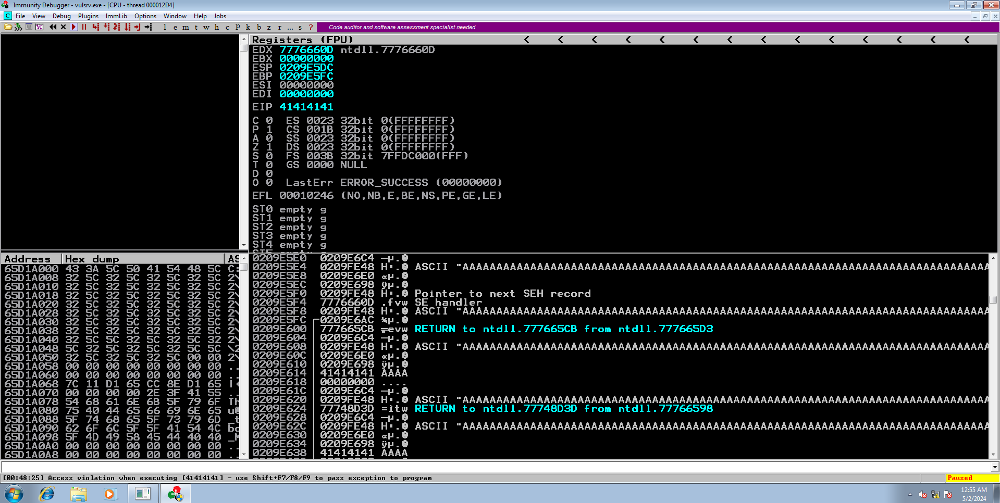 Immunity Debugger - vulsrv.exe - [CPU - thread 000012D4]
C File View Debug Plugins ImmLib Options Window Help Jobs
l e m t w h c p k b z r ... s ? Code auditor and software assessment specialist needed
Registers (FPU) < < < < < < < < < < < < < <
EDX 7776660D ntdll.7776660D
EBX 00000000
ESP 0209E5DC
EBP 0209E5FC
ESI 00000000
EDI 00000000
EIP 41414141
C 0 ES 0023 32bit 0(FFFFFFFF)
P 1 CS 001B 32bit 0(FFFFFFFF)
A 0 SS 0023 32bit 0(FFFFFFFF)
Z 1 DS 0023 32bit 0(FFFFFFFF)
S 0 FS 003B 32bit 7FFDC000(FFF)
T 0 GS 0000 NULL
D 0
O 0 LastErr ERROR_SUCCESS (00000000)
EFL 00010246 (NO,NB,E,BE,NS,PE,GE,LE)
ST0 empty g
ST1 empty g
ST2 empty g
ST3 empty g
ST4 empty g
Address Hex dump AS
65D1A000 43 3A 5C 50 41 54 48 5C C:
65D1A008 32 5C 32 5C 32 5C 32 5C 2\
65D1A010 32 5C 32 5C 32 5C 32 5C 2\
65D1A018 32 5C 32 5C 32 5C 32 5C 2\
65D1A020 32 5C 32 5C 32 5C 32 5C 2\
65D1A028 32 5C 32 5C 32 5C 32 5C 2\
65D1A030 32 5C 32 5C 32 5C 32 5C 2\
65D1A038 32 5C 32 5C 32 5C 32 5C 2\
65D1A040 32 5C 32 5C 32 5C 5C 32 2\
65D1A048 5C 32 5C 32 5C 32 5C 32 \2
65D1A050 32 5C 32 5C 32 5C 00 00 2\
65D1A058 00 00 00 00 00 00 00 00 ..
65D1A060 00 00 00 00 00 00 00 00 ..
65D1A068 7C 11 D1 65 CC 8E D1 65
65D1A070 00 00 00 00 2E 3F 41 55 ..
65D1A078 54 68 61 6E 6B 5F 79 6F Th
65D1A080 75 40 44 65 66 69 6E 65 u@
65D1A088 5F 74 68 65 5F 73 79 6D _t
65D1A090 62 6F 6C 5F 5F 41 54 4C bo
65D1A098 5F 4D 49 58 45 44 40 40 _M
65D1A0A0 00 00 00 00 00 00 00 00 ..
65D1A0A8 00 00 00 00 00 00 00 00 ..
0209E5E0 0209E6C4 ─µ.☻
0209E5E4 0209FE48 H■.☻ ASCII "AAAAAAAAAAAAAAAAAAAAAAAAAAAAAAAAAAAAAAAAAAAAAAAAAAAAAAAAAAAAAAAAAAAAAAAAAAAAAA
0209E5E8 0209E6E0 αµ.☻
0209E5EC 0209E698 ÿµ.☻
0209E5F0 0209FE48 H■.☻ Pointer to next SEH record
0209E5F4 7776660D .fvw SE handler
0209E5F8 0209FE48 H■.☻ ASCII "AAAAAAAAAAAAAAAAAAAAAAAAAAAAAAAAAAAAAAAAAAAAAAAAAAAAAAAAAAAAAAAAAAAAAAAAAAAAAA
0209E5FC 0209E6AC ¼µ.☻
0209E600 777665CB ╦evw RETURN to ntdll.777665CB from ntdll.777665D3
0209E604 0209E6C4 ─µ.☻
0209E608 0209FE48 H■.☻ ASCII "AAAAAAAAAAAAAAAAAAAAAAAAAAAAAAAAAAAAAAAAAAAAAAAAAAAAAAAAAAAAAAAAAAAAAAAAAAAAAA
0209E60C 0209E6E0 αµ.☻
0209E610 0209E698 ÿµ.☻
0209E614 41414141 AAAA
0209E618 00000000 ....
0209E61C 0209E6C4 ─µ.☻
0209E620 0209FE48 H■.☻ ASCII "AAAAAAAAAAAAAAAAAAAAAAAAAAAAAAAAAAAAAAAAAAAAAAAAAAAAAAAAAAAAAAAAAAAAAAAAAAAAAA
0209E624 77748D3D =ìtw RETURN to ntdll.77748D3D from ntdll.77766598
0209E628 0209E6C4 ─µ.☻
0209E62C 0209FE48 H■.☻ ASCII "AAAAAAAAAAAAAAAAAAAAAAAAAAAAAAAAAAAAAAAAAAAAAAAAAAAAAAAAAAAAAAAAAAAAAAAAAAAAAA
0209E630 0209E6E0 αµ.☻
0209E634 0209E698 ÿµ.☻
0209E638 41414141 AAAA
[00:48:25] Access violation when executing [41414141] - use Shift+F7/F8/F9 to pass exception to program Paused
12:55 AM
5/2/2024